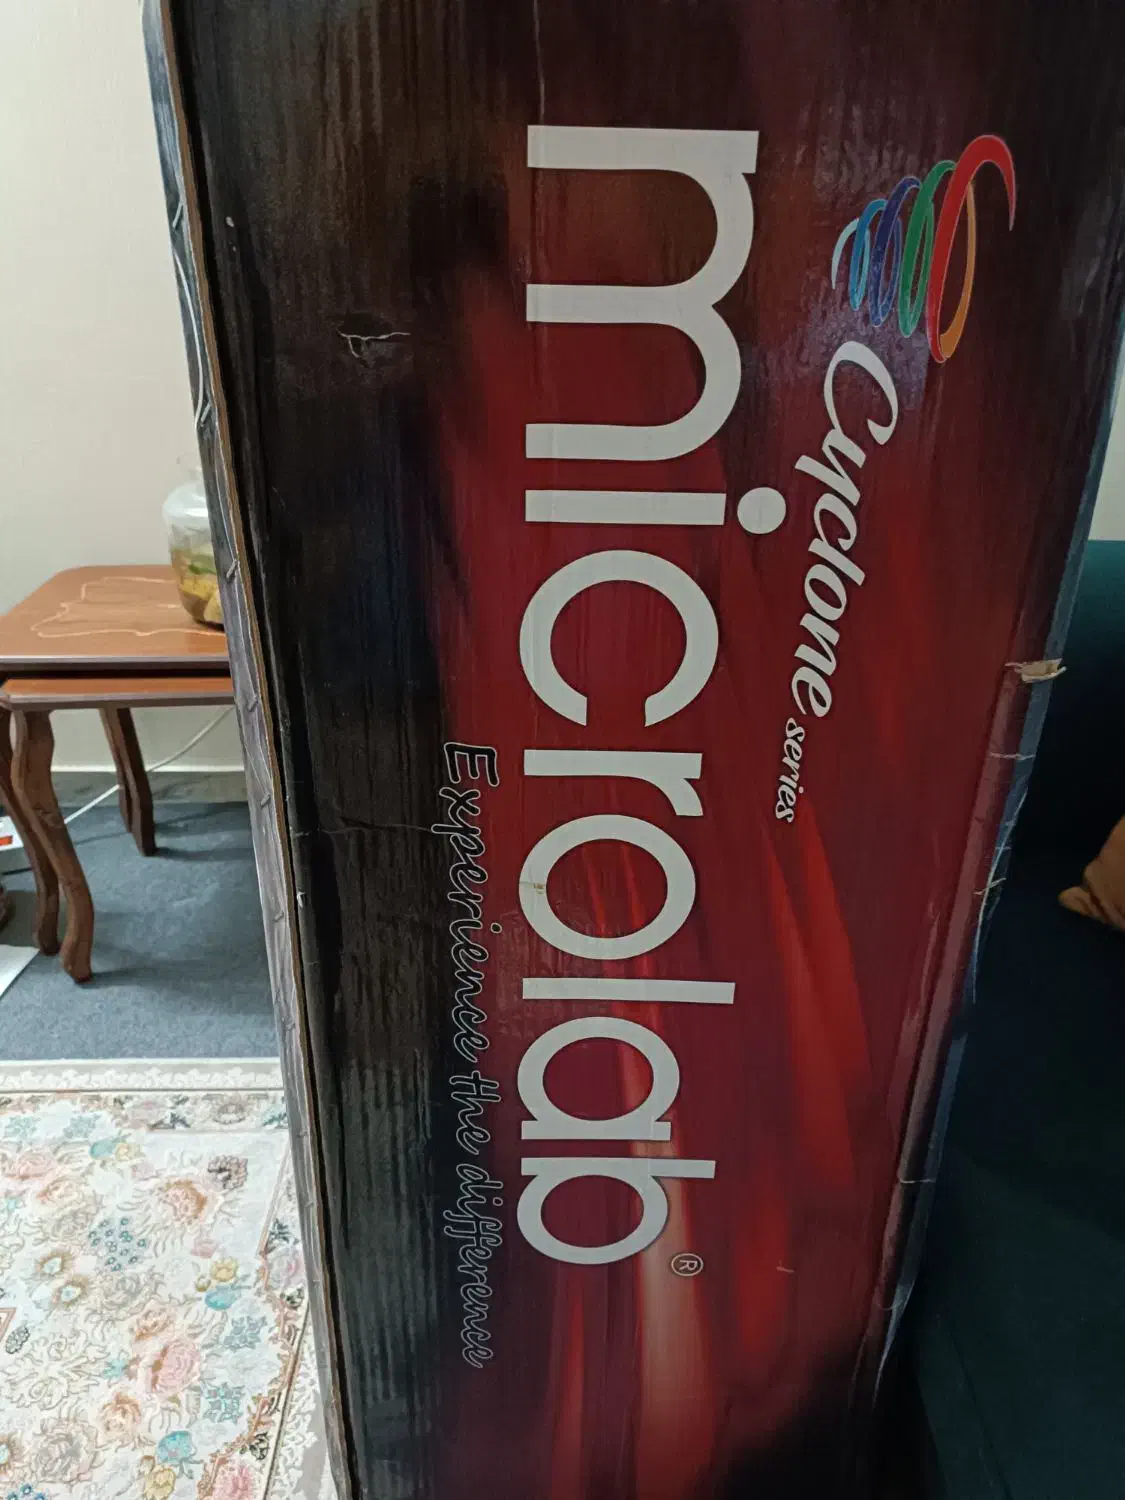 Cyclone series
microlab®
Experience the difference